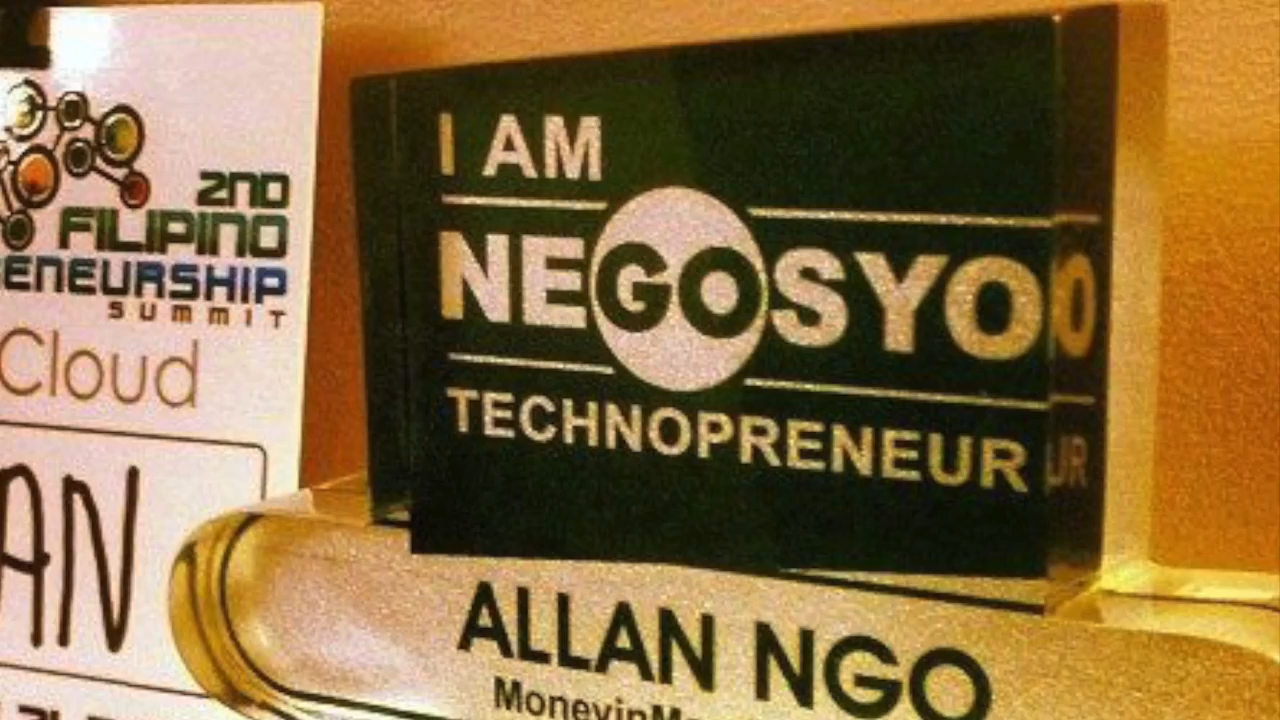 2ND
FILIPINO
ENEURSHIP
SUMMIT
Cloud
AN
I AM
NEGOSYO
TECHNOPRENEUR
ALLAN NGO